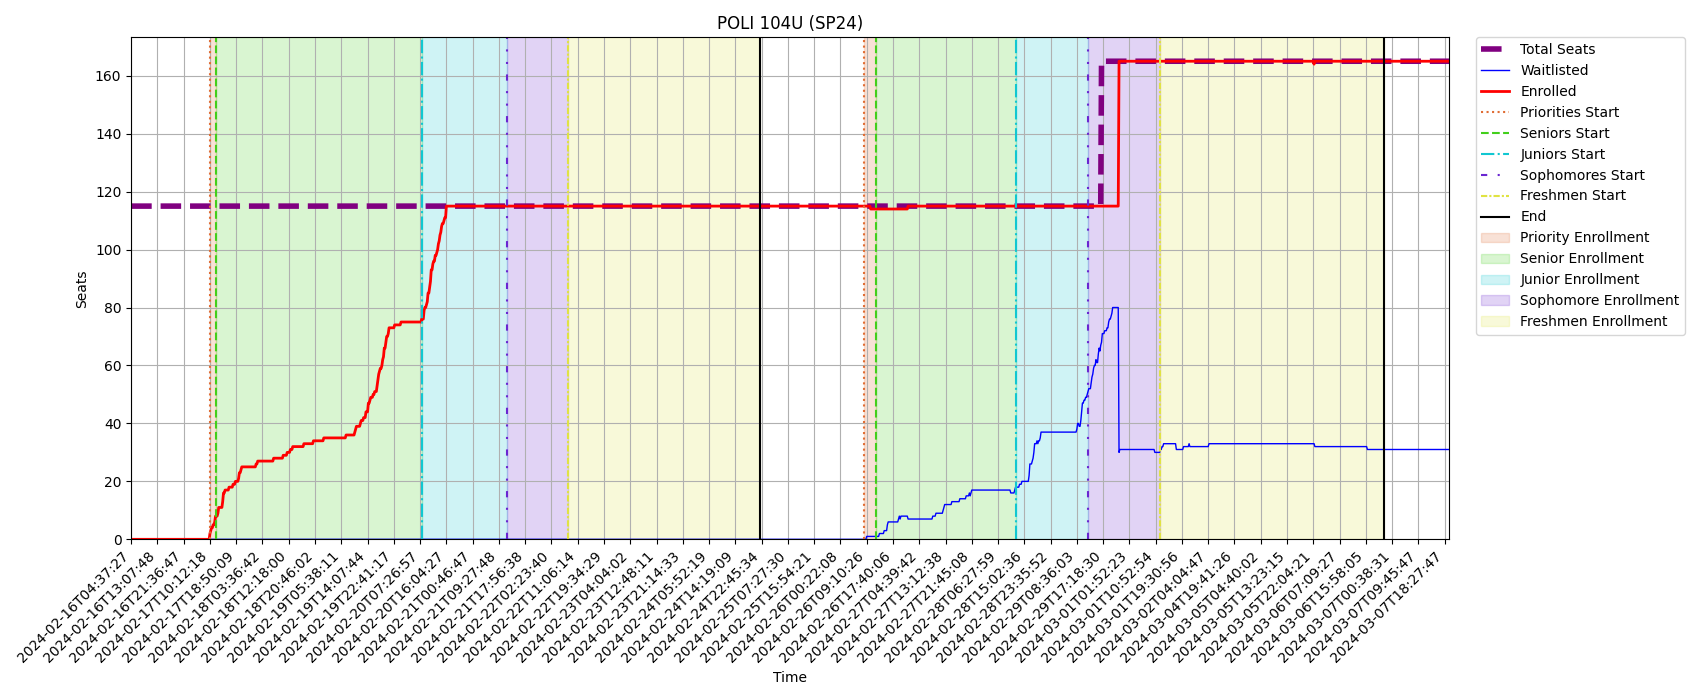 POLI 104U (SP24)
Seats
160
140
120
100
80
60
40
20
0
2024-02-16T04:37:27
2024-02-16T13:07:48
2024-02-16T21:36:47
2024-02-17T10:12:18
2024-02-17T18:50:09
2024-02-18T03:36:42
2024-02-18T12:18:00
2024-02-18T20:46:02
2024-02-19T05:38:11
2024-02-19T14:07:44
2024-02-19T22:41:17
2024-02-20T07:26:57
2024-02-20T16:04:27
2024-02-21T00:46:47
2024-02-21T09:27:48
2024-02-21T17:56:38
2024-02-22T02:23:40
2024-02-22T11:06:14
2024-02-22T19:34:29
2024-02-23T04:04:02
2024-02-23T12:48:11
2024-02-23T21:14:33
2024-02-24T05:52:19
2024-02-24T14:19:09
2024-02-24T22:45:34
2024-02-25T07:27:30
2024-02-25T15:54:21
2024-02-26T00:22:08
2024-02-26T09:10:26
2024-02-26T17:40:06
2024-02-27T04:39:42
2024-02-27T13:12:38
2024-02-27T21:45:08
2024-02-28T06:27:59
2024-02-28T15:02:36
2024-02-28T23:35:52
2024-02-29T08:36:03
2024-02-29T17:18:30
2024-03-01T01:52:23
2024-03-01T10:52:54
2024-03-01T19:30:56
2024-03-02T04:04:47
2024-03-04T19:41:26
2024-03-05T04:40:02
2024-03-05T13:23:15
2024-03-05T22:04:21
2024-03-06T07:09:27
2024-03-06T15:58:05
2024-03-07T00:38:31
2024-03-07T09:45:47
2024-03-07T18:27:47
Time
Total Seats
Waitlisted
Enrolled
Priorities Start
Seniors Start
Juniors Start
Sophomores Start
Freshmen Start
End
Priority Enrollment
Senior Enrollment
Junior Enrollment
Sophomore Enrollment
Freshmen Enrollment